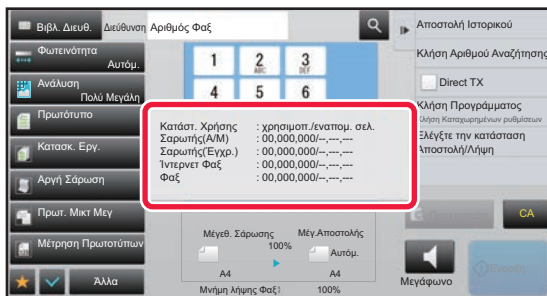 Βιβλ. Διευθ.
Διεύθυνση
Αριθμός Φαξ
Αποστολή Ιστορικού
Φωτεινότητα
Αυτόμ.
Κλήση Αριθμού Αναζήτησης
1
2
ABC
3
DEF
Ανάλυση
Πολύ Μεγάλη
4
5
6
Direct TX
Πρωτότυπο
Κλήση Προγράμματος
Κλήση Καταχωρημένων ρυθμίσεων
Κατάστ. Χρήσης : χρησιμοπ./εναπομ. σελ.
Σαρωτής(Α/Μ) : 00,000,000/--,---,---
Σαρωτής(Έγχρ.) : 00,000,000/--,---,---
Ίντερνετ Φαξ : 00,000,000/--,---,---
Φαξ : 00,000,000/--,---,---
Ελέγξτε την κατάσταση
Αποστολή/Λήψη
Κατασκ. Εργ.
Αργή Σάρωση
Πρωτ. Μικτ Μεγ
CA
Μέτρηση Πρωτοτύπων
Μέγεθ. Σάρωσης
Μέγ.Αποστολής
100%
Αυτόμ.
A4
A4
Άλλα
Μεγάφωνο
Έναρξη
Μνήμη λήψης Φαξ:
100%